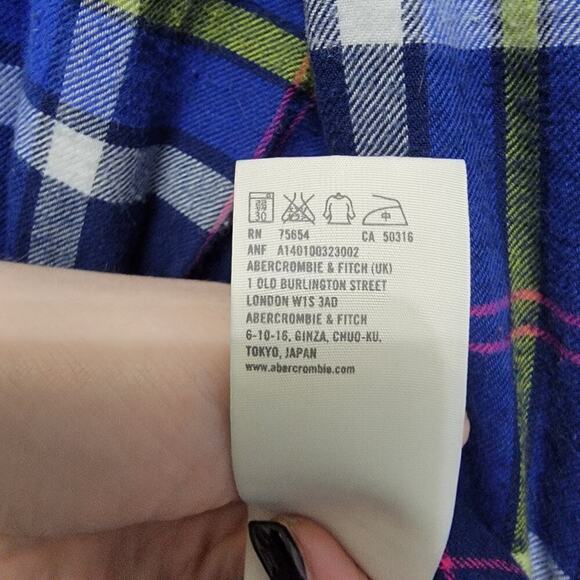 30
RN 75654 CA 50316
ANF A140100323002
ABERCROMBIE & FITCH (UK)
1 OLD BURLINGTON STREET
LONDON W1S 3AD
ABERCROMBIE & FITCH
6-10-16, GINZA, CHUO-KU,
TOKYO, JAPAN
www.abercrombie.com